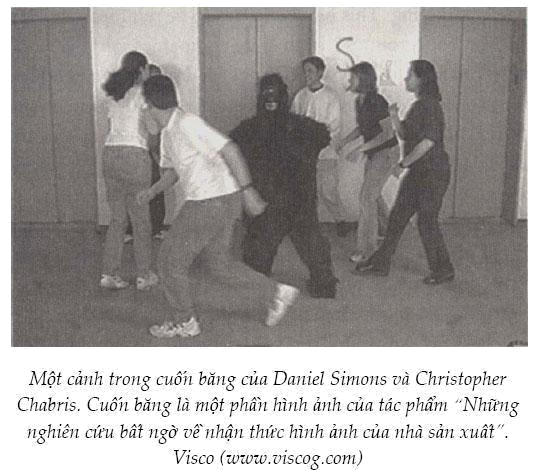 S
Một cảnh trong cuốn băng của Daniel Simons và Christopher
Chabris. Cuốn băng là một phần hình ảnh của tác phẩm “Những
nghiên cứu bất ngờ về nhận thức hình ảnh của nhà sản xuất”.
Visco (www.viscog.com)